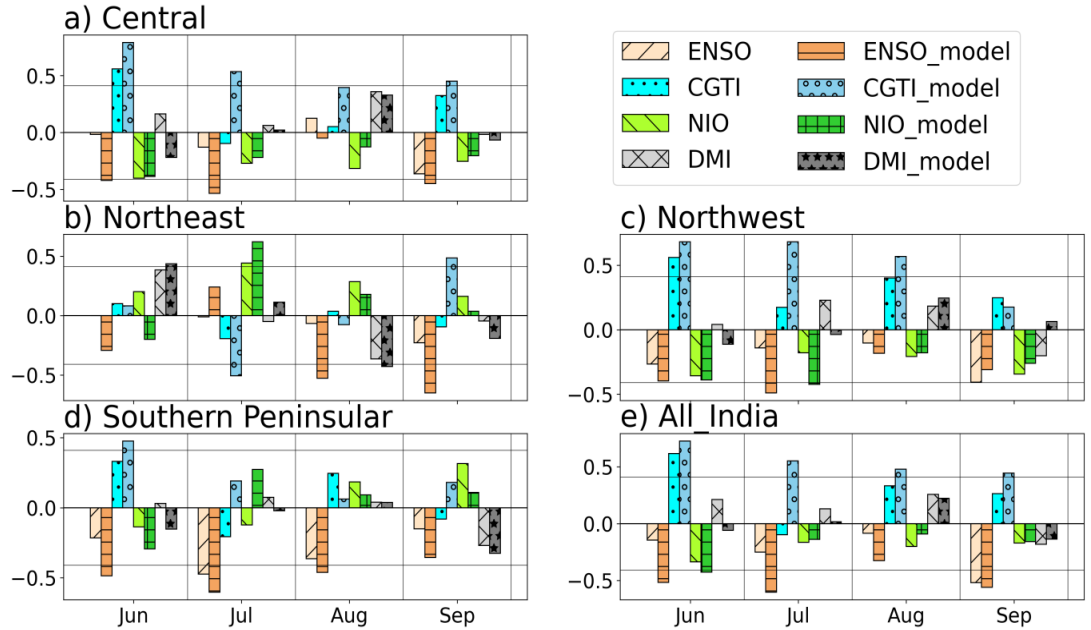 a) Central
0.5
0.0
−0.5
ENSO
CGTI
NIO
DMI
ENSO_model
CGTI_model
NIO_model
DMI_model
b) Northeast
0.5
0.0
−0.5
c) Northwest
0.5
0.0
−0.5
d) Southern Peninsular
0.5
0.0
−0.5
Jun Jul Aug Sep
e) All_India
0.5
0.0
−0.5
Jun Jul Aug Sep